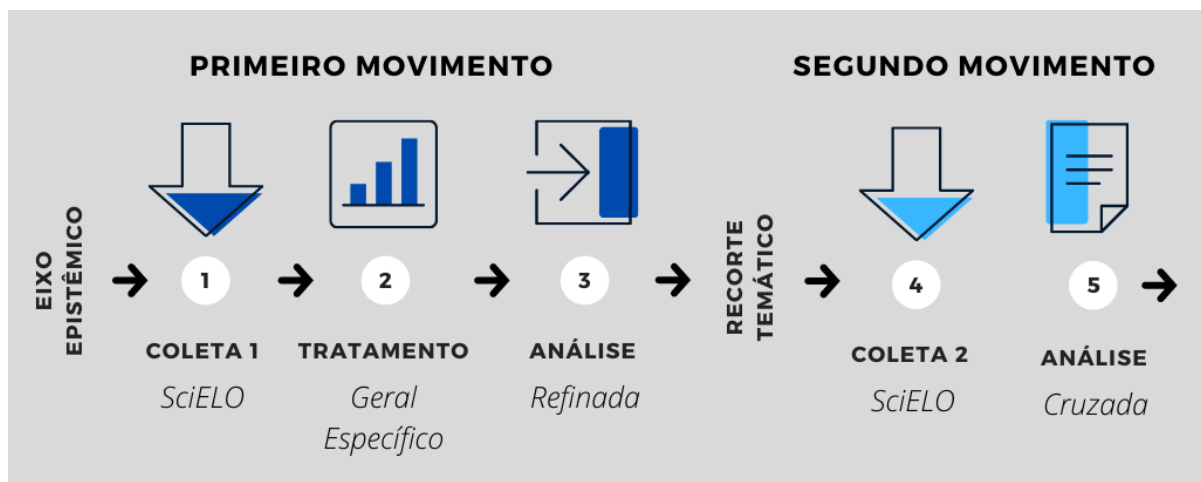 PRIMEIRO MOVIMENTO
SEGUNDO MOVIMENTO
EIXO
EPISTÊMICO
1
2
3
RECORTE
TEMÁTICO
4
5
COLETA 1
TRATAMENTO
ANÁLISE
COLETA 2
ANÁLISE
SciELO
Geral
Específico
Refinada
SciELO
Cruzada